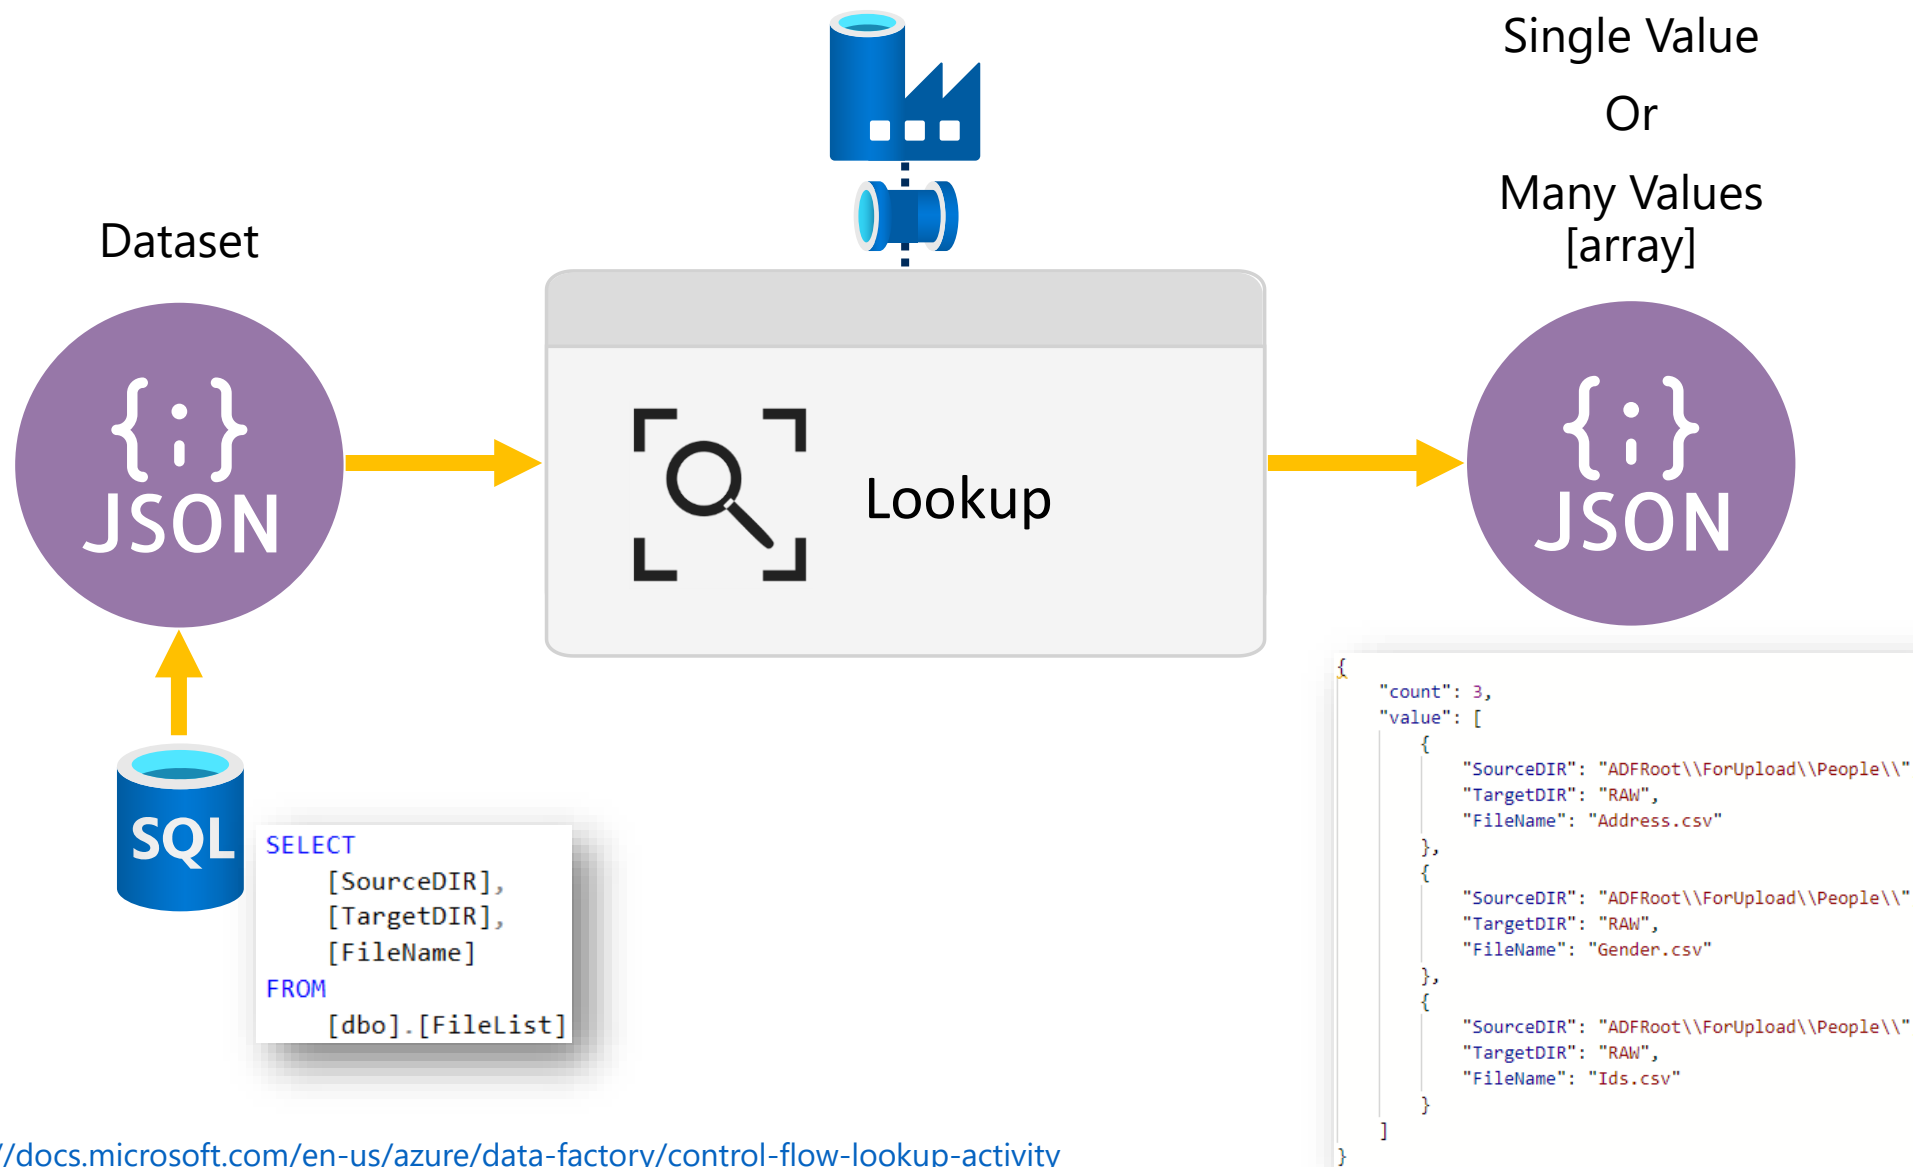 Single Value
Or
Many Values
[array]
Dataset
{;}
JSON
Lookup
{;}
JSON
SQL
SELECT
[SourceDIR],
[TargetDIR],
[FileName]
FROM
[dbo].[FileList]
{
"count": 3,
"value": [
{
"SourceDIR": "ADFRoot\\ForUpload\\People\\"
"TargetDIR": "RAW",
"FileName": "Address.csv"
},
{
"SourceDIR": "ADFRoot\\ForUpload\\People\\"
"TargetDIR": "RAW",
"FileName": "Gender.csv"
},
{
"SourceDIR": "ADFRoot\\ForUpload\\People\\"
"TargetDIR": "RAW",
"FileName": "Ids.csv"
}
]
}
//docs.microsoft.com/en-us/azure/data-factory/control-flow-lookup-activity